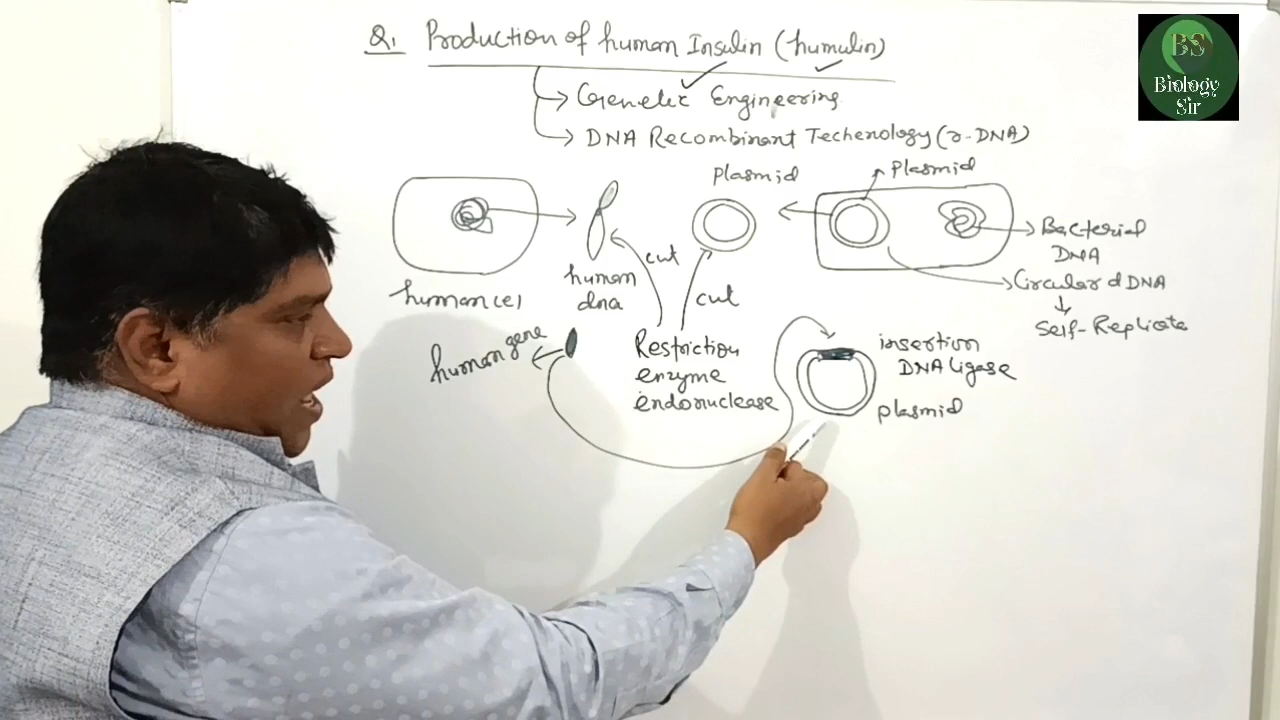 Q1. Production of human Insulin (humulin)
Genetic Engineering
DNA Recombinant Techenology (r-DNA)
BS
Biology
Sir
Plasmid
Plasmid
Bacterial
DNA
Circular d DNA
Self-Replicate
human cel
human
dna
cut
cut
human gene
Restriction
enzyme
endonuclease
insertion
DNA ligase
plasmid